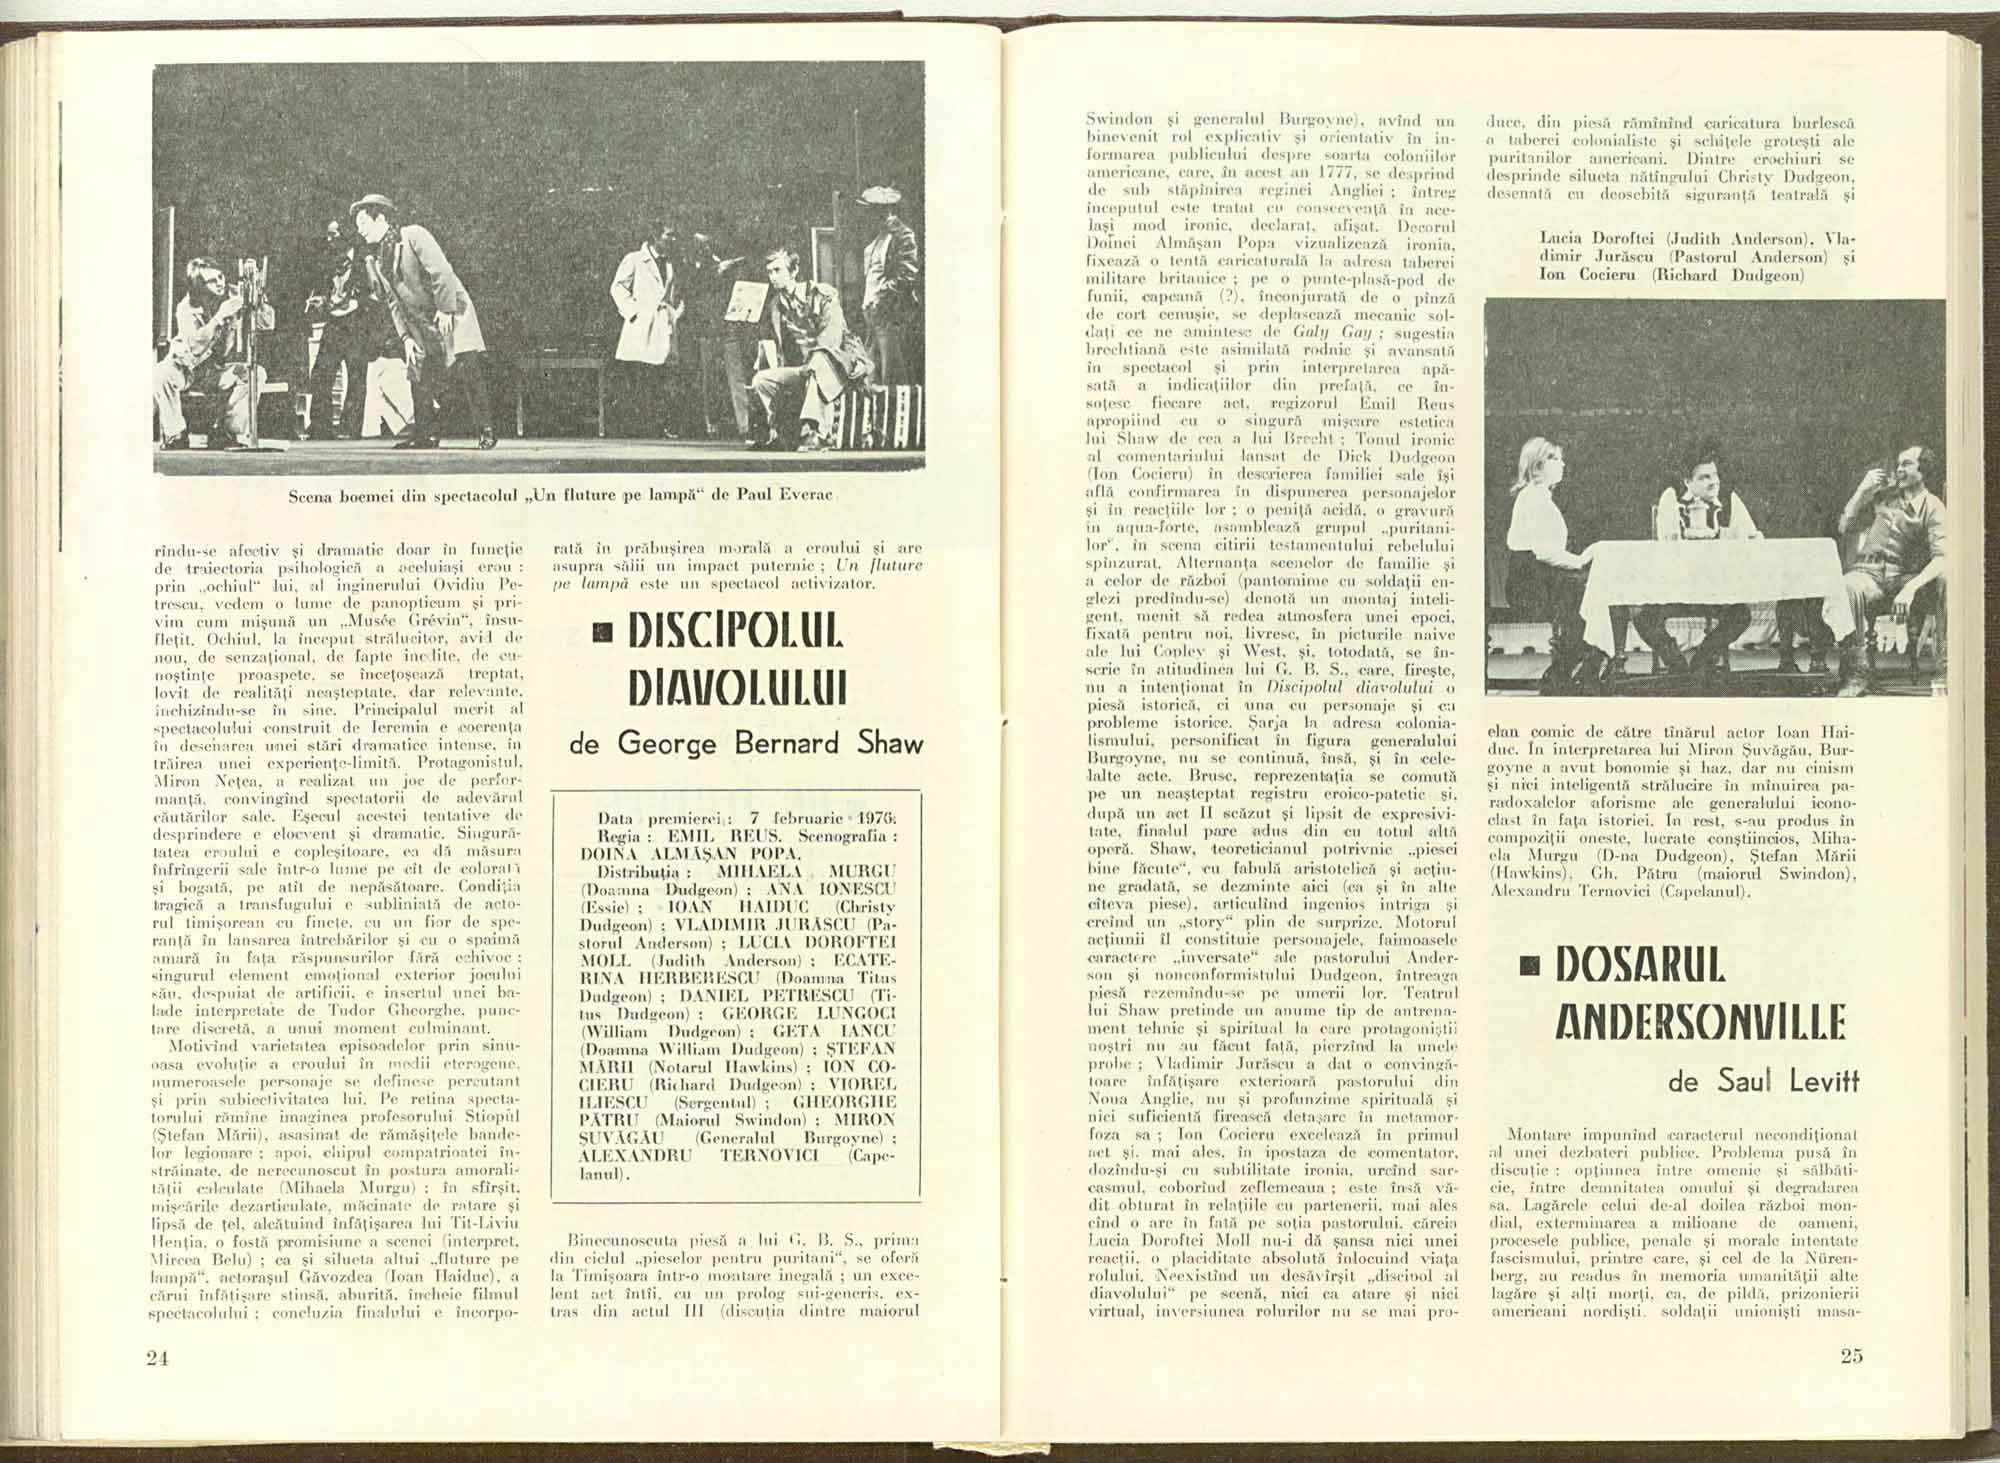 Scena boemei din spectacolul „Un fluture pe lampă“ de Paul Everac
rîndu-se afectiv și dramatic doar în funcție
de traiectoria psihologică a aceluiași erou :
prin „ochiul“ lui, al inginerului Ovidiu Pe-
trescu, vedem o lume de panopticum și pri-
vim cum mișună un „Musée Grévin“, însu-
flețit. Ochiul, la început strălucitor, avid de
nou, de senzațional, de fapte inedite, de cu-
noștințe proaspete, se încețoșează treptat,
lovit de realități neașteptate, dar relevante,
închizîndu-se în sine. Principalul merit al
spectacolului construit de Ieremia e coerența
în desenarea unei stări dramatice intense, în
trăirea unei experiențe-limită. Protagonistul,
Miron Nețea, a realizat un joc de perfor-
manță, convingînd spectatorii de adevărul
căutărilor sale. Eșecul acestei tentative de
desprindere e elocvent și dramatic. Singură-
tatea eroului e copleșitoare, ea dă măsura
înfrîngerii sale într-o lume pe cît de colorată
și bogată, pe atît de nepăsătoare. Condiția
tragică a transfugului e subliniată de acto-
rul timișorean cu finețe, cu un fior de spe-
ranță în lansarea întrebărilor și cu o spaimă
amară în fața răspunsurilor fără echivoc ;
singurul element emoțional exterior jocului
său, despuiat de artificii, e insertul unei ba-
lade interpretate de Tudor Gheorghe, punc-
tare discretă, a unui moment culminant.
Motivînd varietatea episoadelor prin sinu-
oasa evoluție a eroului în medii eterogene,
numeroasele personaje se definesc percutant
și prin subiectivitatea lui. Pe retina specta-
torului rămîne imaginea profesorului Stiopúl
(Ștefan Mării), asasinat de rămășițele bande-
lor legionare ; apoi, chipul compatrioatei în-
străinate, de nerecunoscut în postura amorali-
tății calculate (Mihaela Murgu) ; în sfîrșit,
mișcările dezarticulate, măcinate de ratare și
lipsă de țel, alcătuind înfățișarea lui Tit-Liviu
Henția, o fostă promisiune a scenei (interpret,
Mircea Belu) ; ca și silueta altui „fluture pe
lampă“, actorașul Găvozdea (Ioan Haiduc), a
cărui înfățișare stinsă, aburită, încheie filmul
spectacolului ; concluzia finalului e încorpo-
24
rată în prăbușirea morală a eroului și are
asupra sălii un impact puternic ; Un fluture
pe lampă este un spectacol activizator.
■ DISCIPOLUL
DIAVOLULUI
de George Bernard Shaw
Data premierei : 7 februarie 1976.
Regia : EMIL REUS. Scenografia :
DOINA ALMĂȘAN POPA.
Distribuția : MIHAELA MURGU
(Doamna Dudgeon) ; ANA IONESCU
(Essie) ; IOAN HAIDUC (Christy
Dudgeon) ; VLADIMIR JURĂSCU (Pa-
storul Anderson) ; LUCIA DOROFTEI
MOLL (Judith Anderson) ; ECATE-
RINA HERBERESCU (Doamna Titus
Dudgeon) ; DANIEL PETRESCU (Ti-
tus Dudgeon) ; GEORGE LUNGOCI
(William Dudgeon) ; GETA IANCU
(Doamna William Dudgeon) ; ȘTEFAN
MĂRII (Notarul Hawkins) ; ION CO-
CIERU (Richard Dudgeon) ; VIOREL
ILIESCU (Sergentul) ; GHEORGHE
PĂTRU (Maiorul Swindon) ; MIRON
ȘUVĂGĂU (Generalul Burgoyne) ;
ALEXANDRU TERNOVICI (Cape-
lanul).
Binecunoscuta piesă a lui G. B. S., prima
din ciclul „pieselor pentru puritani“, se oferă
la Timișoara într-o montare inegală ; un exce-
lent act întîi, cu un prolog sui-generis, ex-
tras din actul III (discuția dintre maiorul
Swindon și generalul Burgoyne), avînd un
binevenit rol explicativ și orientativ în in-
formarea publicului despre soarta coloniilor
americane, care, în acest an 1777, se desprind
de sub stăpînirea reginei Angliei ; întreg
începutul este tratat cu consecvență în ace-
lași mod ironic, declarat, afișat. Decorul
Doinei Almășan Popa vizualizează ironia,
fixează o tentă caricaturală la adresa taberei
militare britanice ; pe o punte-plasă-pod de
funii, capcană (?), înconjurată de o pînză
de cort cenușie, se deplasează mecanic sol-
dați ce ne amintesc de Galy Gay ; sugestia
brechtiană este asimilată rodnic și avansată
în spectacol și prin interpretarea apă-
sată a indicațiilor din prefață, ce în-
soțesc fiecare act, regizorul Emil Reus
apropiind cu o singură mișcare estetica
lui Shaw de cea a lui Brecht ; Tonul ironic
al comentariului lansat de Dick Dudgeon
(Ion Cocieru) în descrierea familiei sale își
află confirmarea în dispunerea personajelor
și în reacțiile lor ; o peniță acidă, o gravură
în aqua-forte, asamblează grupul „puritani-
lor“, în scena citirii testamentului rebelului
spînzurat. Alternanța scenelor de familie și
a celor de război (pantomime cu soldații en-
glezi predîndu-se) denotă un montaj inteli-
gent, menit să redea atmosfera unei epoci,
fixată pentru noi, livresc, în picturile naive
ale lui Copley și West, și, totodată, se în-
scrie în atitudinea lui G. B. S., care, firește,
nu a intenționat în Discipolul diavolului o
piesă istorică, ci una cu personaje și cu
probleme istorice. Șarja la adresa colonia-
lismului, personificat în figura generalului
Burgoyne, nu se continuă, însă, și în cele-
lalte acte. Brusc, reprezentația se comută
pe un neașteptat registru eroico-patetic și,
după un act II scăzut și lipsit de expresivi-
tate, finalul pare adus din cu totul altă
operă. Shaw, teoreticianul potrivnic „piesei
bine făcute“, cu fabulă aristotelică și acțiu-
ne gradată, se dezminte aici (ca și în alte
cîteva piese), articulînd ingenios intriga și
creînd un „story“ plin de surprize. Motorul
acțiunii îl constituie personajele, faimoasele
caractere „inversate“ ale pastorului Ander-
son și nonconformistului Dudgeon, întreaga
piesă rezemîndu-se pe umerii lor. Teatrul
lui Shaw pretinde un anume tip de antrena-
ment tehnic și spiritual la care protagoniștii
noștri nu au făcut față, pierzînd la unele
probe ; Vladimir Jurăscu a dat o convingă-
toare înfățișare exterioară pastorului din
Noua Anglie, nu și profunzime spirituală și
nici suficientă firească detașare în metamor-
foza sa ; Ion Cocieru excelează în primul
act și, mai ales, în ipostaza de comentator,
dozîndu-și cu subtilitate ironia, urcînd sar-
casmul, coborînd zeflemeaua ; este însă vă-
dit obturat în relațiile cu partenerii, mai ales
cînd o are în față pe soția pastorului, căreia
Lucia Doroftei Moll nu-i dă șansa nici unei
reacții, o placiditate absolută înlocuind viața
rolului. Neexistînd un desăvîrșit „discipol al
diavolului“ pe scenă, nici ca atare și nici
virtual, inversiunea rolurilor nu se mai pro-
duce, din piesă rămînînd caricatura burlescă
a taberei colonialiste și schițele grotești ale
puritanilor americani. Dintre crochiuri se
desprinde silueta nătîngului Christy Dudgeon,
desenată cu deosebită siguranță teatrală și
Lucia Doroftei (Judith Anderson), Vla-
dimir Jurăscu (Pastorul Anderson) și
Ion Cocieru (Richard Dudgeon)
elan comic de către tînărul actor Ioan Hai-
duc. În interpretarea lui Miron Șuvăgău, Bur-
goyne a avut bonomie și haz, dar nu cinism
și nici inteligentă strălucire în mînuirea pa-
radoxalelor aforisme ale generalului icono-
clast în fața istoriei. În rest, s-au produs în
compoziții oneste, lucrate conștiincios, Miha-
ela Murgu (D-na Dudgeon), Ștefan Mării
(Hawkins), Gh. Pătru (maiorul Swindon),
Alexandru Ternovici (Capelanul).
■ DOSARUL
ANDERSONVILLE
de Saul Levitt
Montare impunînd caracterul necondiționat
al unei dezbateri publice. Problema pusă în
discuție : opțiunea între omenie și sălbăti-
cie, între demnitatea omului și degradarea
sa. Lagărele celui de-al doilea război mon-
dial, exterminarea a milioane de oameni,
procesele publice, penale și morale intentate
fascismului, printre care, și cel de la Nüren-
berg, au readus în memoria umanității alte
lagăre și alți morți, ca, de pildă, prizonierii
americani nordiști, soldații unioniști masa-
25